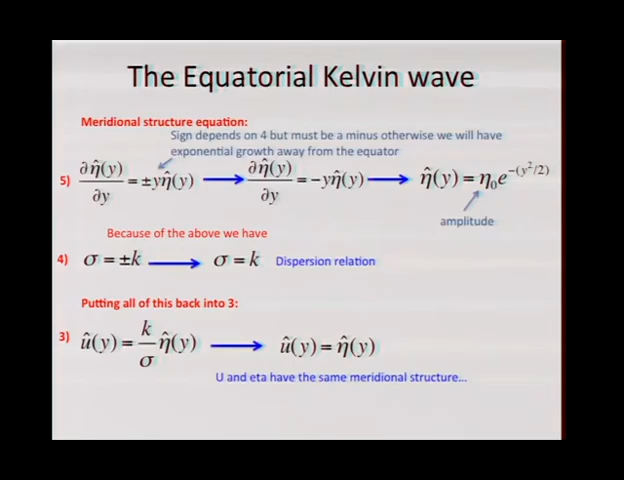 The Equatorial Kelvin wave
Meridional structure equation:
Sign depends on 4 but must be a minus otherwise we will have
exponential growth away from the equator
5) ∂η̂(y)/∂y = ±yη̂(y) → ∂η̂(y)/∂y = −yη̂(y) → η̂(y) = η₀e^(−(y²/2))
amplitude
Because of the above we have
4) σ = ±k → σ = k Dispersion relation
Putting all of this back into 3:
3) û(y) = k/σ η̂(y) → û(y) = η̂(y)
U and eta have the same meridional structure...